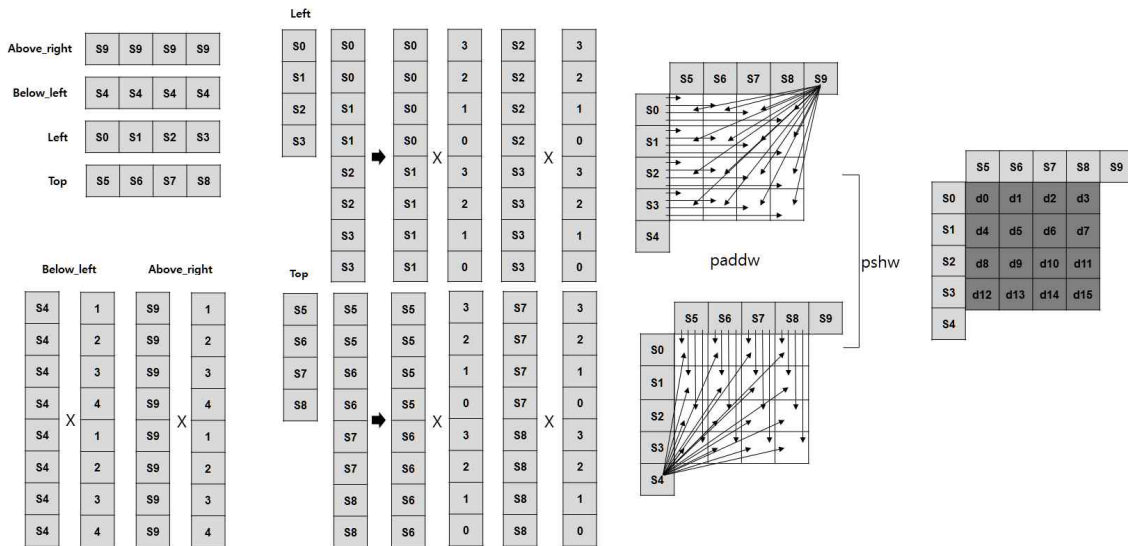 Above_right S9 S9 S9 S9
Below_left S4 S4 S4 S4
Left S0 S1 S2 S3
Top S5 S6 S7 S8
Below_left Above_right
S4 1 S9 1
S4 2 S9 2
S4 3 S9 3
S4 4 S9 4
X X
S4 1 S9 1
S4 2 S9 2
S4 3 S9 3
S4 4 S9 4
Left
S0 S0 S0 3 S2 3
S1 S0 S0 2 S2 2
S2 S1 S0 1 S2 1
S3 S1 S0 0 S2 0
X X
S2 S1 3 S3 3
S2 S1 2 S3 2
S3 S1 1 S3 1
S3 S1 0 S3 0
Top
S5 S5 S5 3 S7 3
S6 S5 S5 2 S7 2
S7 S6 S5 1 S7 1
S8 S6 S5 0 S7 0
X X
S7 S6 3 S8 3
S7 S6 2 S8 2
S8 S6 1 S8 1
S8 S6 0 S8 0
S5 S6 S7 S8 S9
S0
S1
S2
S3
S4
paddw
S5 S6 S7 S8 S9
S0
S1
S2
S3
S4
pshw
S5 S6 S7 S8 S9
S0 d0 d1 d2 d3
S1 d4 d5 d6 d7
S2 d8 d9 d10 d11
S3 d12 d13 d14 d15
S4